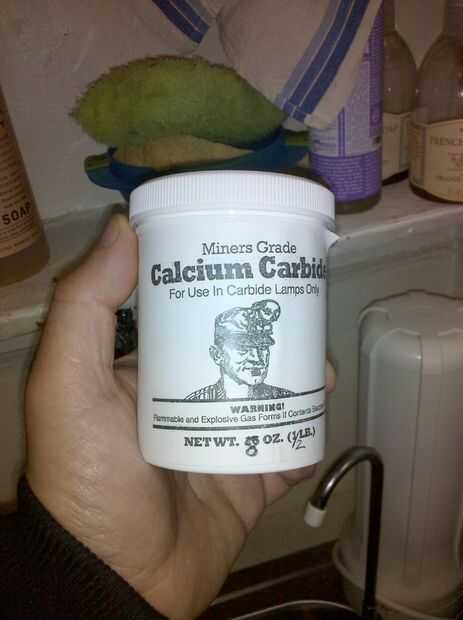 SOAP
Miners Grade
Calcium Carbide
For Use In Carbide Lamps Only
WARNING!
Flammable and Explosive Gas Forms If Contents
NET WT. 8 OZ. (1/2 LB.)